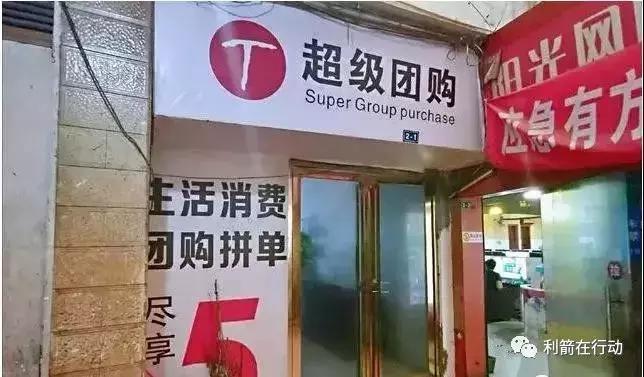 T 超级团购
Super Group purchase
2-1
生活消费
团购拼单
尽享
5
阳光网
应急有方
利箭在行动